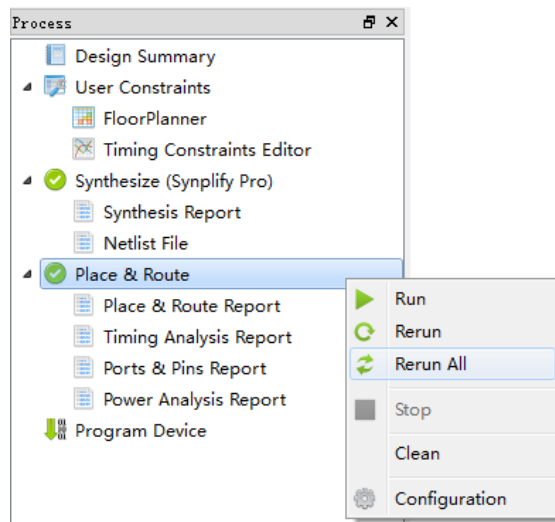 Process
Design Summary
User Constraints
FloorPlanner
Timing Constraints Editor
Synthesize (Synplify Pro)
Synthesis Report
Netlist File
Place & Route
Place & Route Report
Timing Analysis Report
Ports & Pins Report
Power Analysis Report
Program Device
Run
Rerun
Rerun All
Stop
Clean
Configuration